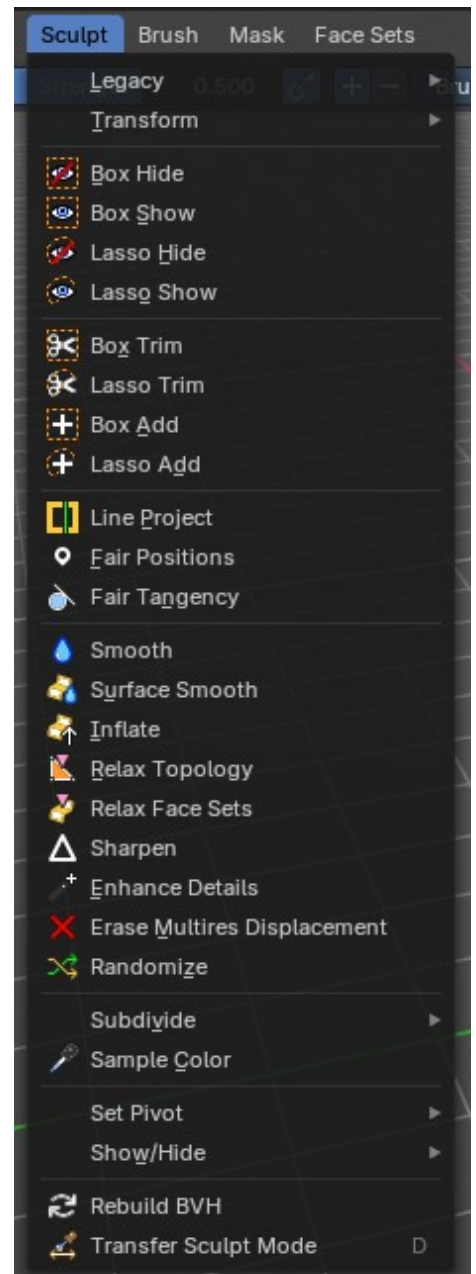 Sculpt Brush Mask Face Sets
Legacy
0.500
Transform
Box Hide
Box Show
Lasso Hide
Lasso Show
Box Trim
Lasso Trim
Box Add
Lasso Add
Line Project
Fair Positions
Fair Tangency
Smooth
Surface Smooth
Inflate
Relax Topology
Relax Face Sets
Sharpen
Enhance Details
Erase Multires Displacement
Randomize
Subdivide
Sample Color
Set Pivot
Show/Hide
Rebuild BVH
Transfer Sculpt Mode D